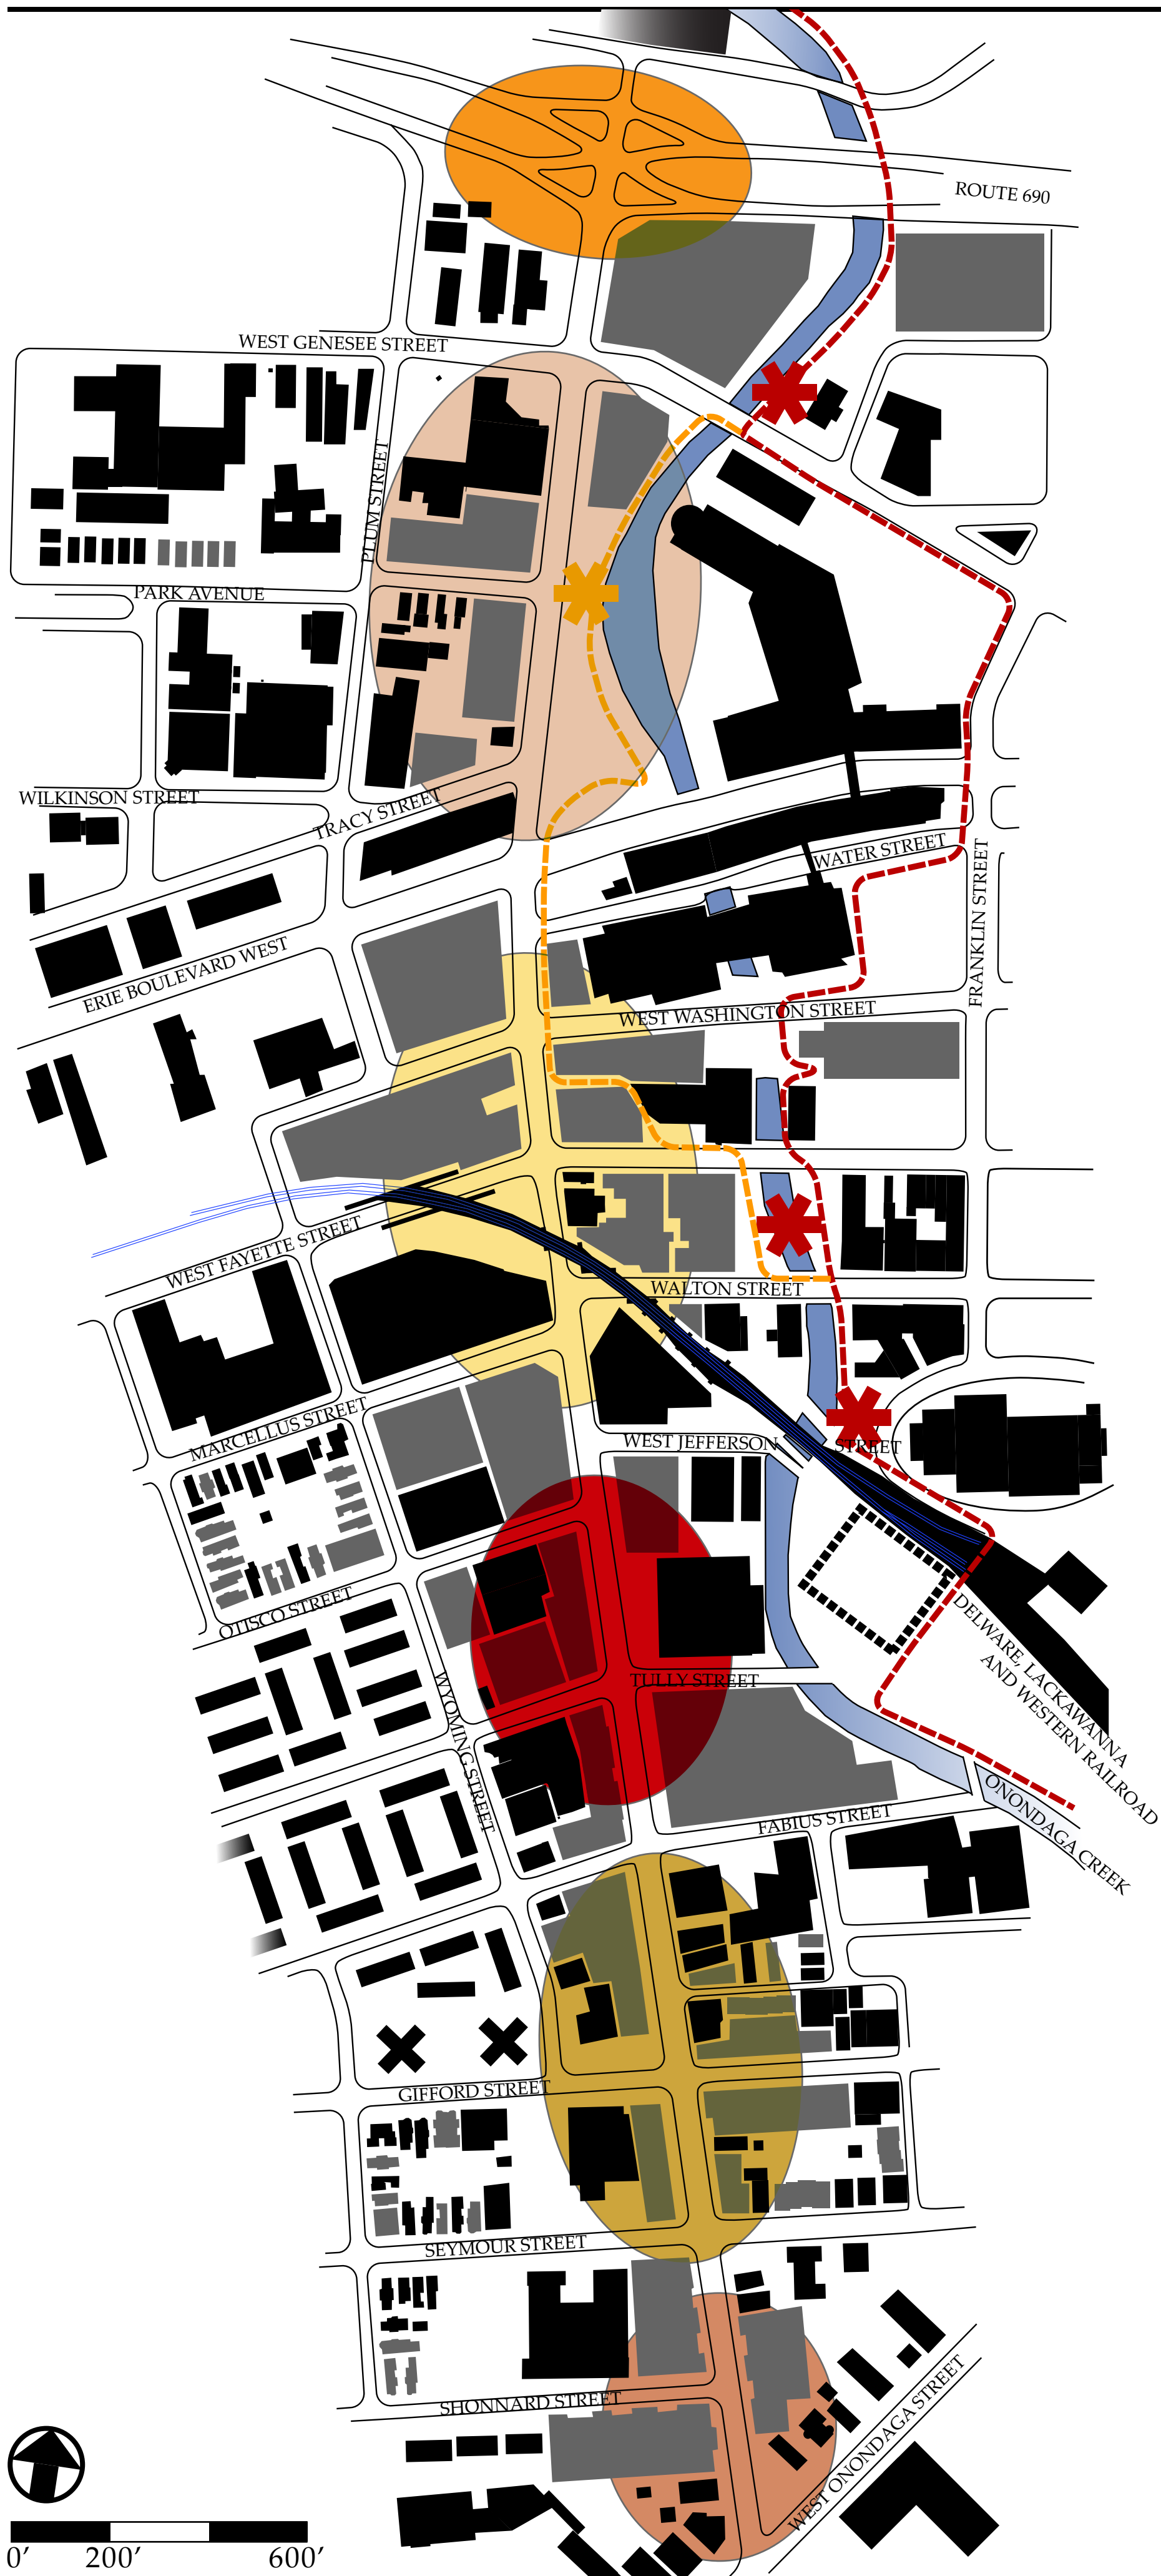 ROUTE 690
WEST GENESEE STREET
PLUM STREET
PARK AVENUE
WILKINSON STREET
TRACY STREET
WATER STREET
FRANKLIN STREET
ERIE BOULEVARD WEST
WEST WASHINGTON STREET
WEST FAYETTE STREET
WALTON STREET
MARCELLUS STREET
WEST JEFFERSON STREET
OTISCO STREET
DELWARE, LACKAWANNA
AND WESTERN RAILROAD
WYOMING STREET
TULLY STREET
ONONDAGA CREEK
FABIUS STREET
GIFFORD STREET
SEYMOUR STREET
SHONNARD STREET
WEST ONONDAGA STREET
0' 200' 600'